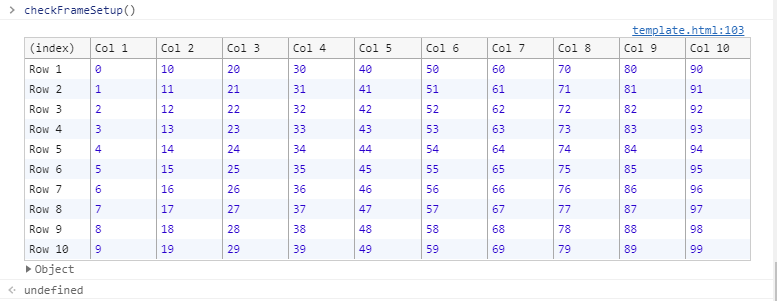 > checkFrameSetup()
template.html:103
(index) Col 1 Col 2 Col 3 Col 4 Col 5 Col 6 Col 7 Col 8 Col 9 Col 10
Row 1 0 10 20 30 40 50 60 70 80 90
Row 2 1 11 21 31 41 51 61 71 81 91
Row 3 2 12 22 32 42 52 62 72 82 92
Row 4 3 13 23 33 43 53 63 73 83 93
Row 5 4 14 24 34 44 54 64 74 84 94
Row 6 5 15 25 35 45 55 65 75 85 95
Row 7 6 16 26 36 46 56 66 76 86 96
Row 8 7 17 27 37 47 57 67 77 87 97
Row 9 8 18 28 38 48 58 68 78 88 98
Row 10 9 19 29 39 49 59 69 79 89 99
Object
undefined